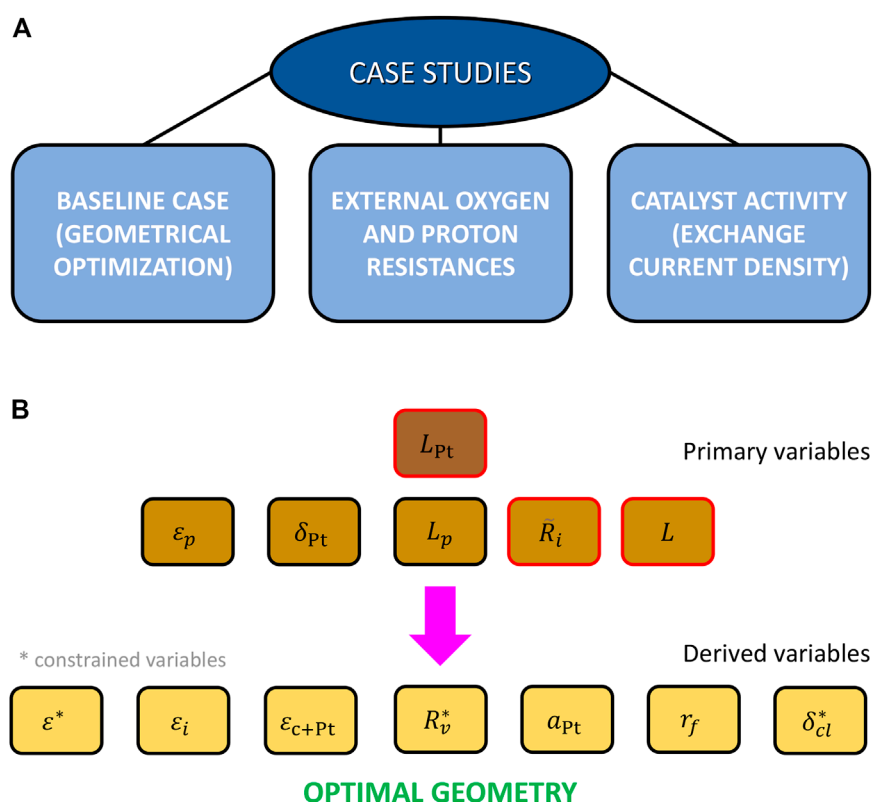 A
CASE STUDIES
BASELINE CASE
(GEOMETRICAL
OPTIMIZATION)
EXTERNAL OXYGEN
AND PROTON
RESISTANCES
CATALYST ACTIVITY
(EXCHANGE
CURRENT DENSITY)
B
L_Pt
Primary variables
ε_p
δ_Pt
L_p
R̃_i
L
* constrained variables
Derived variables
ε*
ε_i
ε_c+Pt
R_v^*
a_Pt
r_f
δ_cl^*
OPTIMAL GEOMETRY